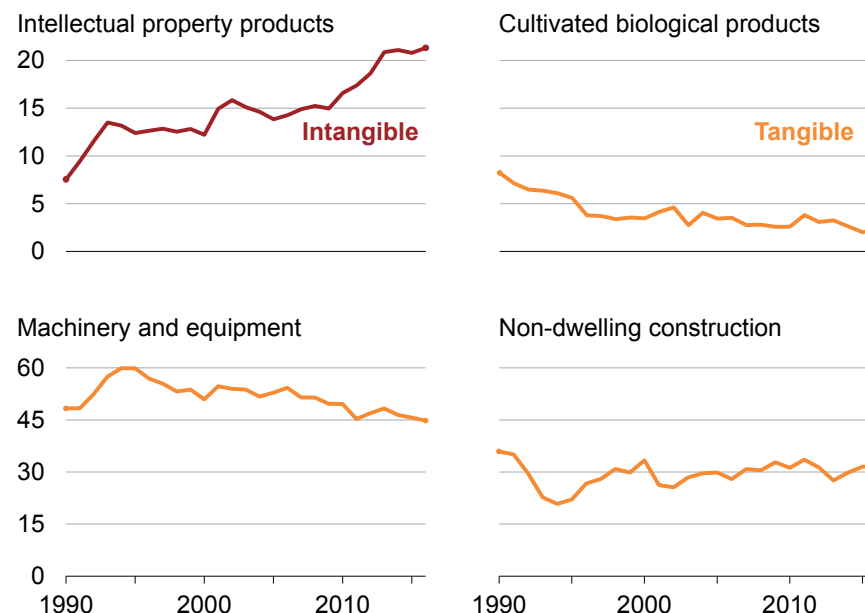 Intellectual property products
20
15
10
5
0
Intangible
Cultivated biological products
Tangible
Machinery and equipment
60
45
30
15
0
1990 2000 2010
Non-dwelling construction
1990 2000 2010